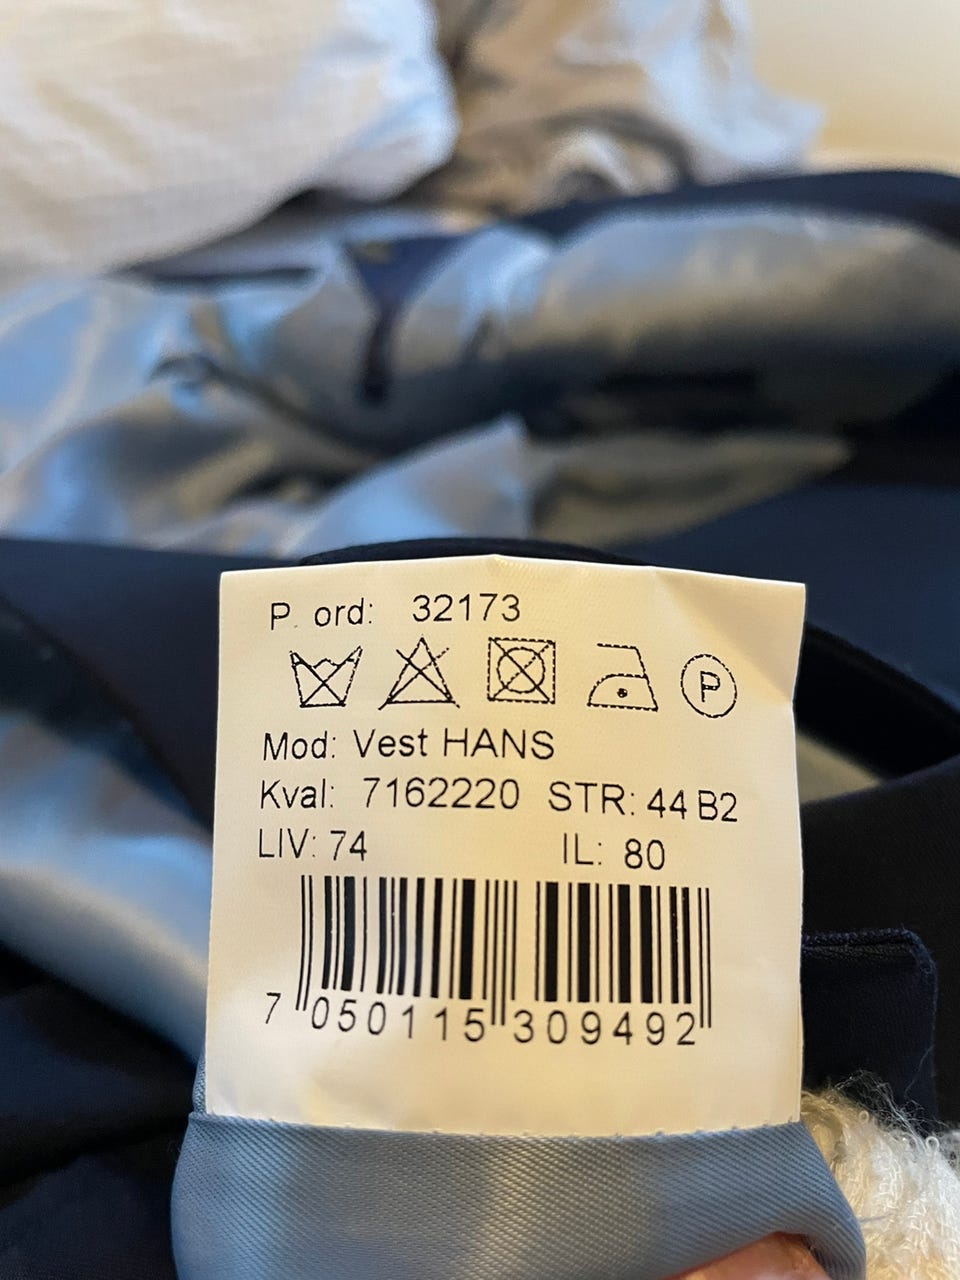 P. ord: 32173
P
Mod: Vest HANS
Kval: 7162220 STR: 44 B2
LIV: 74 IL: 80
7 050115 309492